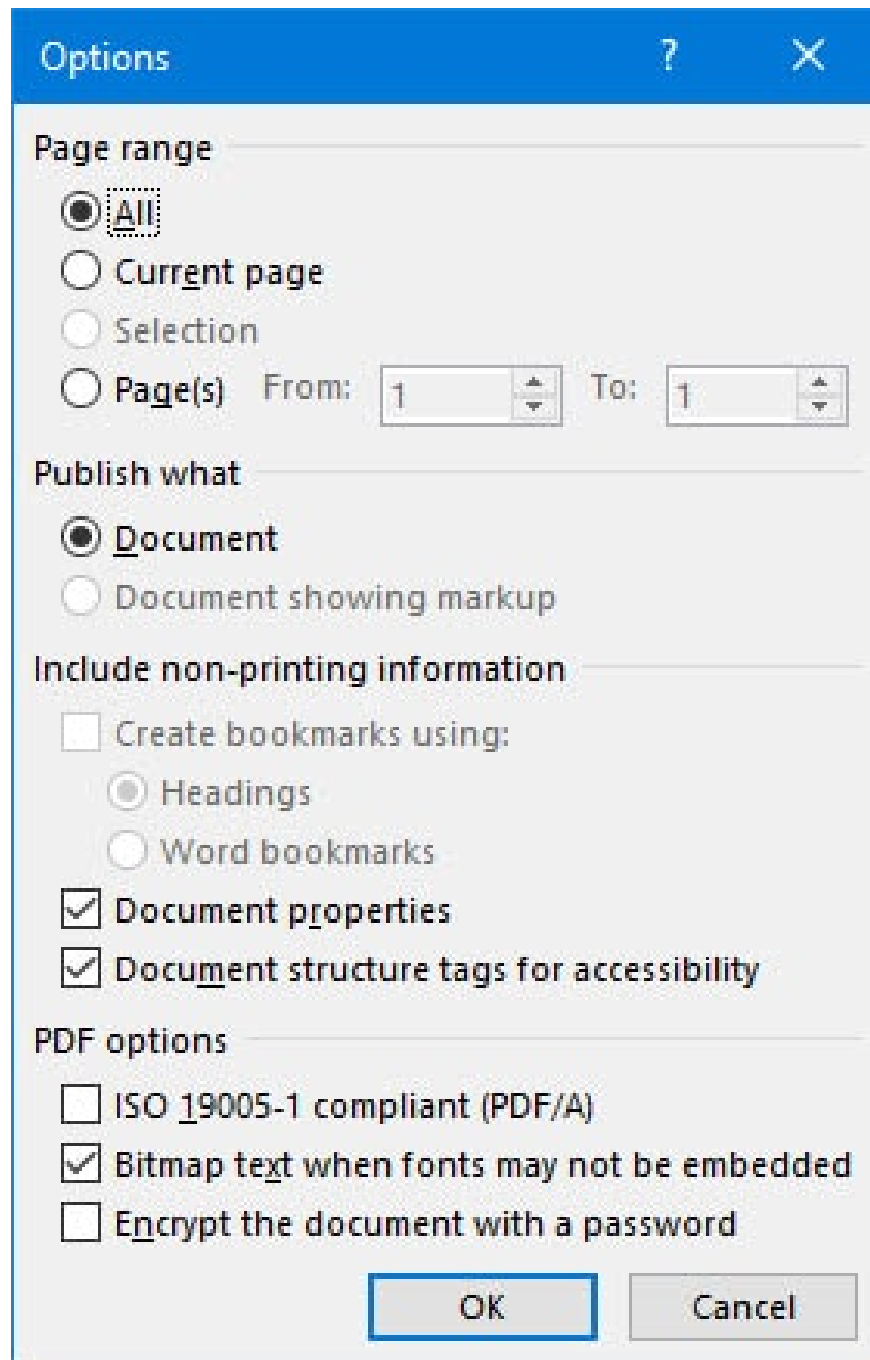 Options ?
Page range
All
Current page
Selection
Page(s) From: 1 To: 1
Publish what
Document
Document showing markup
Include non-printing information
Create bookmarks using:
Headings
Word bookmarks
Document properties
Document structure tags for accessibility
PDF options
ISO 19005-1 compliant (PDF/A)
Bitmap text when fonts may not be embedded
Encrypt the document with a password
OK Cancel